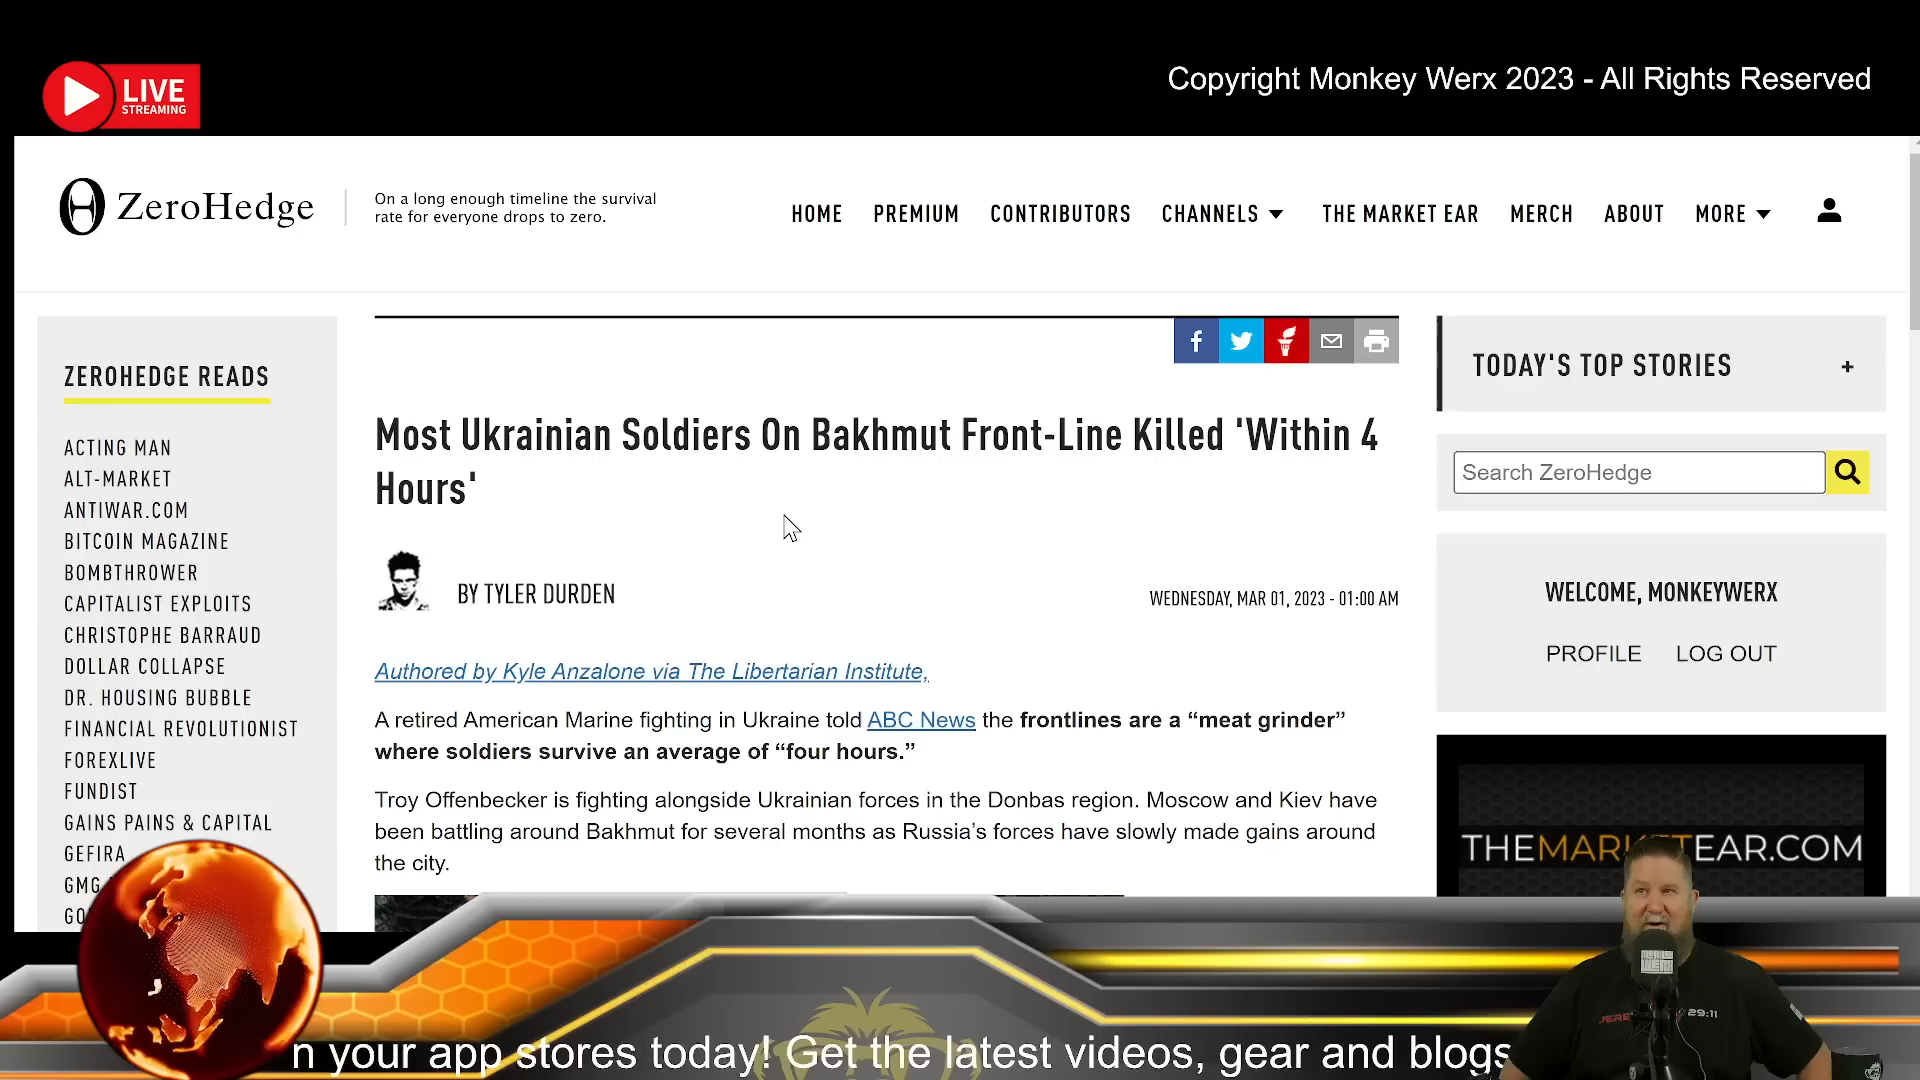 LIVE
STREAMING
Copyright Monkey Werx 2023 - All Rights Reserved
ZeroHedge
On a long enough timeline the survival
rate for everyone drops to zero.
HOME PREMIUM CONTRIBUTORS CHANNELS THE MARKET EAR MERCH ABOUT MORE
ZEROHEDGE READS
ACTING MAN
ALT-MARKET
ANTIWAR.COM
BITCOIN MAGAZINE
BOMBTHROWER
CAPITALIST EXPLOITS
CHRISTOPHE BARRAUD
DOLLAR COLLAPSE
DR. HOUSING BUBBLE
FINANCIAL REVOLUTIONIST
FOREXLIVE
FUNDIST
GAINS PAINS & CAPITAL
GEFIRA
GMG
GO
Most Ukrainian Soldiers On Bakhmut Front-Line Killed 'Within 4
Hours'
BY TYLER DURDEN
WEDNESDAY, MAR 01, 2023 - 01:00 AM
Authored by Kyle Anzalone via The Libertarian Institute,
A retired American Marine fighting in Ukraine told ABC News the frontlines are a “meat grinder”
where soldiers survive an average of “four hours.”
Troy Offenbecker is fighting alongside Ukrainian forces in the Donbas region. Moscow and Kiev have
been battling around Bakhmut for several months as Russia’s forces have slowly made gains around
the city.
TODAY'S TOP STORIES +
Search ZeroHedge
WELCOME, MONKEYWERX
PROFILE LOG OUT
THEMARKETEAR.COM
JERE 29:11
n your app stores today! Get the latest videos, gear and blogs